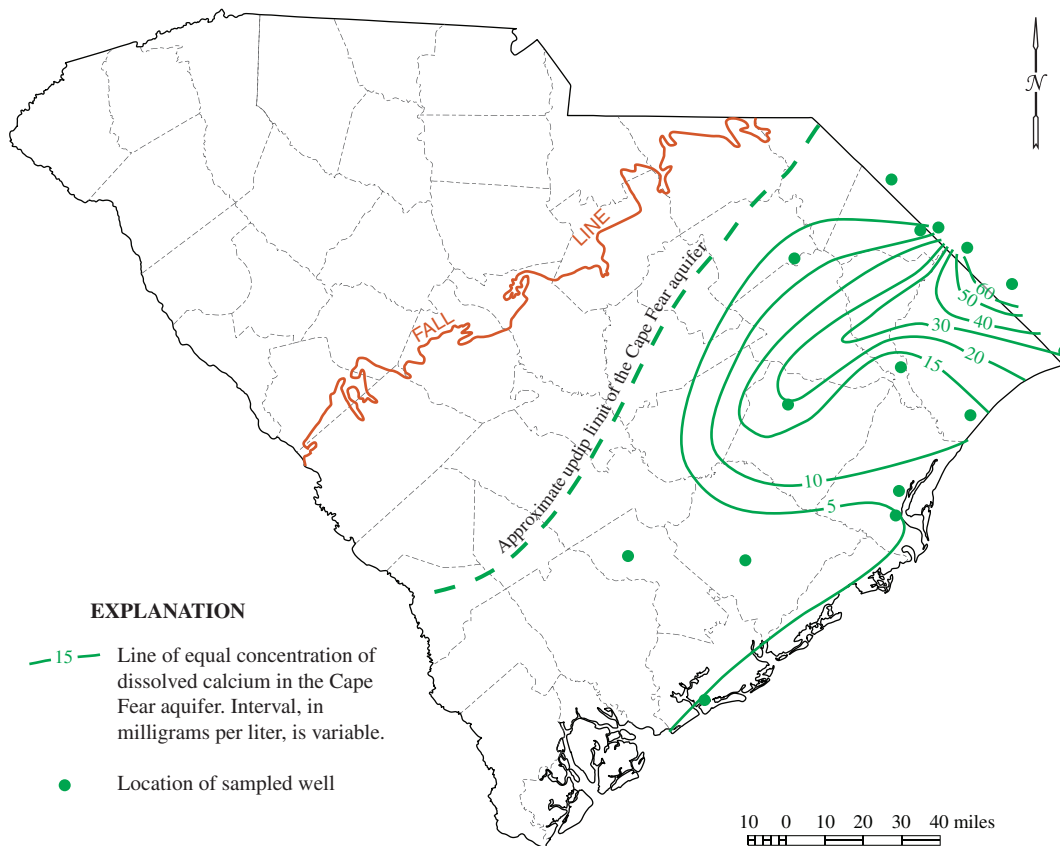 N
LINE
FALL
Approximate updip limit of the Cape Fear aquifer
60
50
40
30
20
15
10
5
EXPLANATION
15 Line of equal concentration of
dissolved calcium in the Cape
Fear aquifer. Interval, in
milligrams per liter, is variable.
Location of sampled well
10 0 10 20 30 40 miles